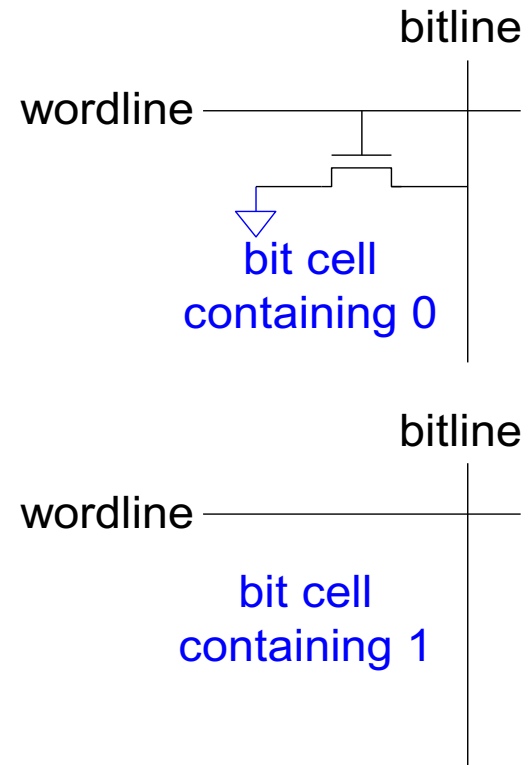 bitline
wordline
bit cell
containing 0
bitline
wordline
bit cell
containing 1